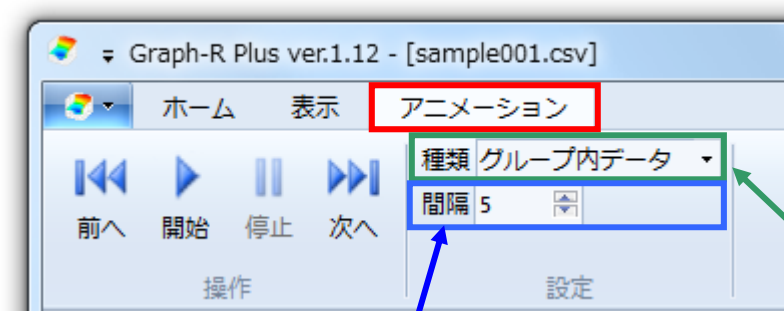 Graph-R Plus ver.1.12 - [sample001.csv]
ホーム 表示 アニメーション
種類 グループ内データ
間隔 5
前へ 開始 停止 次へ
操作 設定